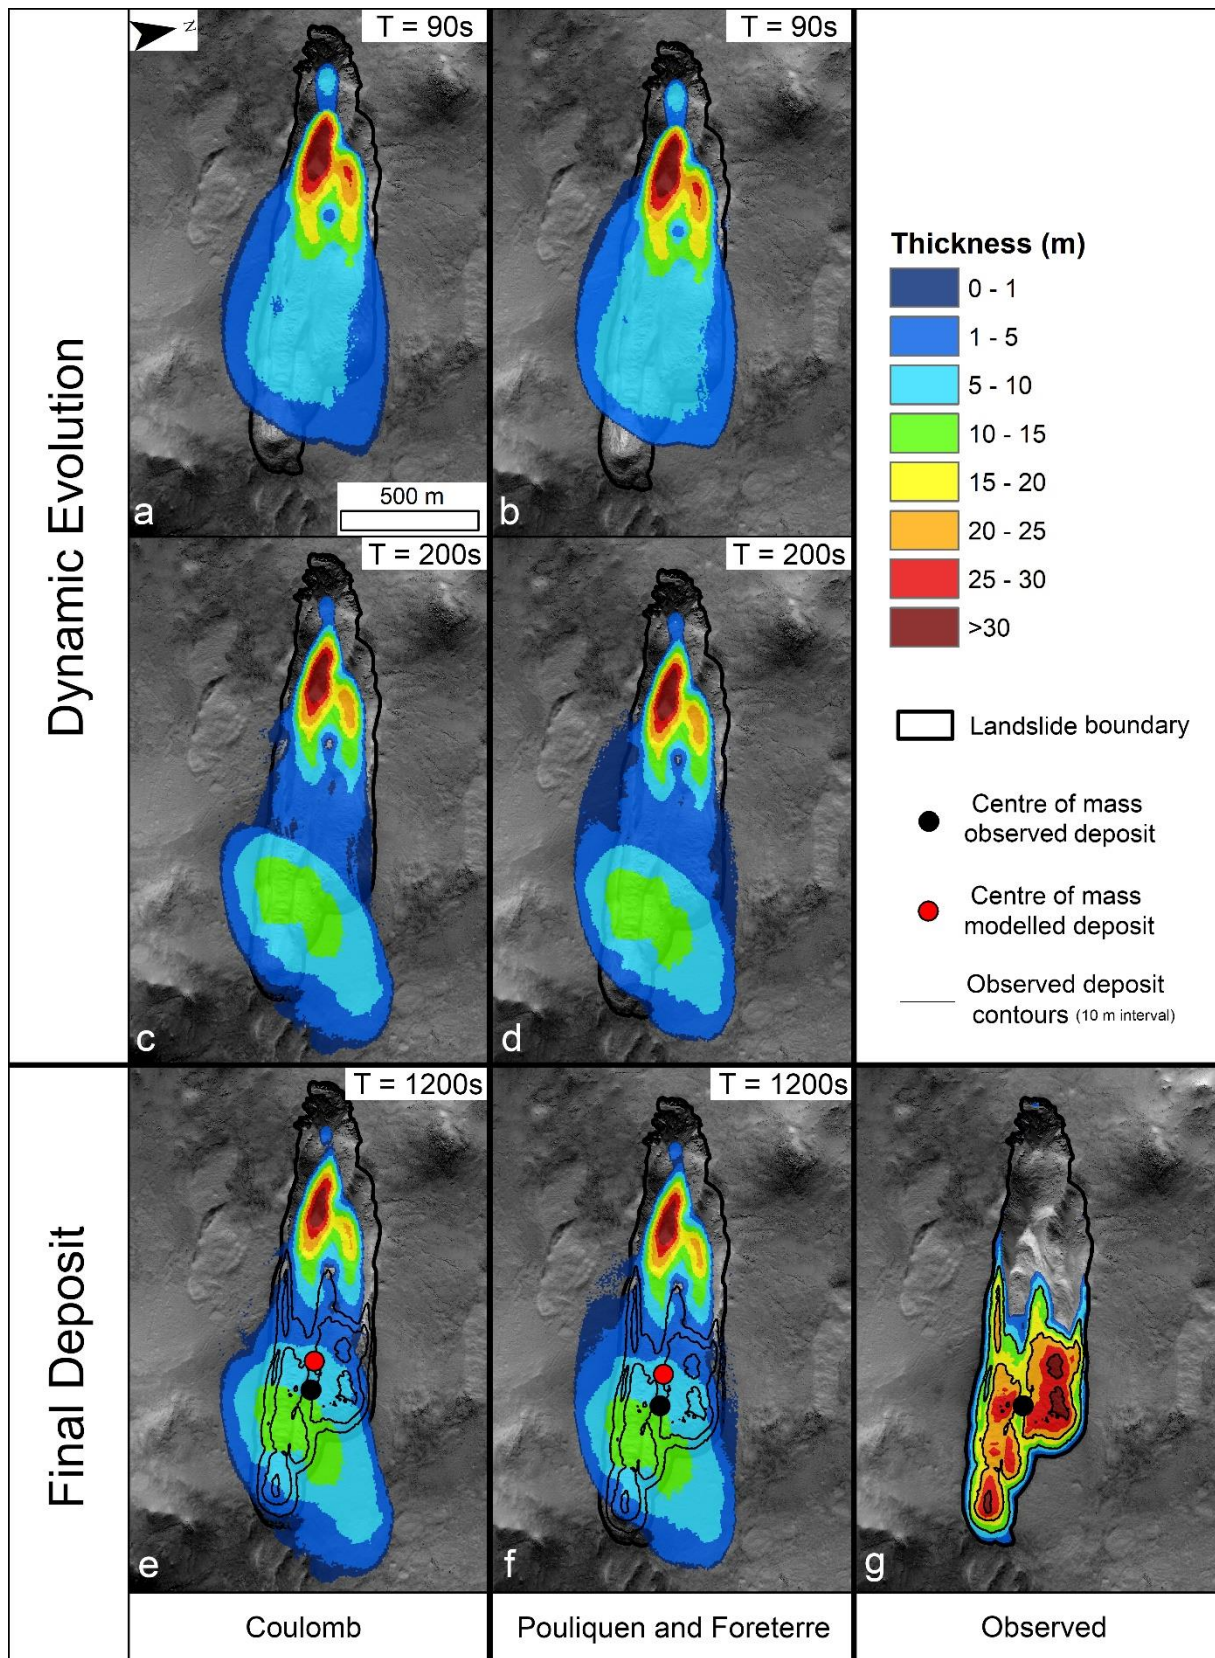 N
T = 90s
T = 90s
Dynamic Evolution
a
500 m
b
T = 200s
T = 200s
c
d
Thickness (m)
0 - 1
1 - 5
5 - 10
10 - 15
15 - 20
20 - 25
25 - 30
>30
Landslide boundary
Centre of mass
observed deposit
Centre of mass
modelled deposit
Observed deposit
contours (10 m interval)
T = 1200s
T = 1200s
Final Deposit
e
f
g
Coulomb
Pouliquen and Foreterre
Observed